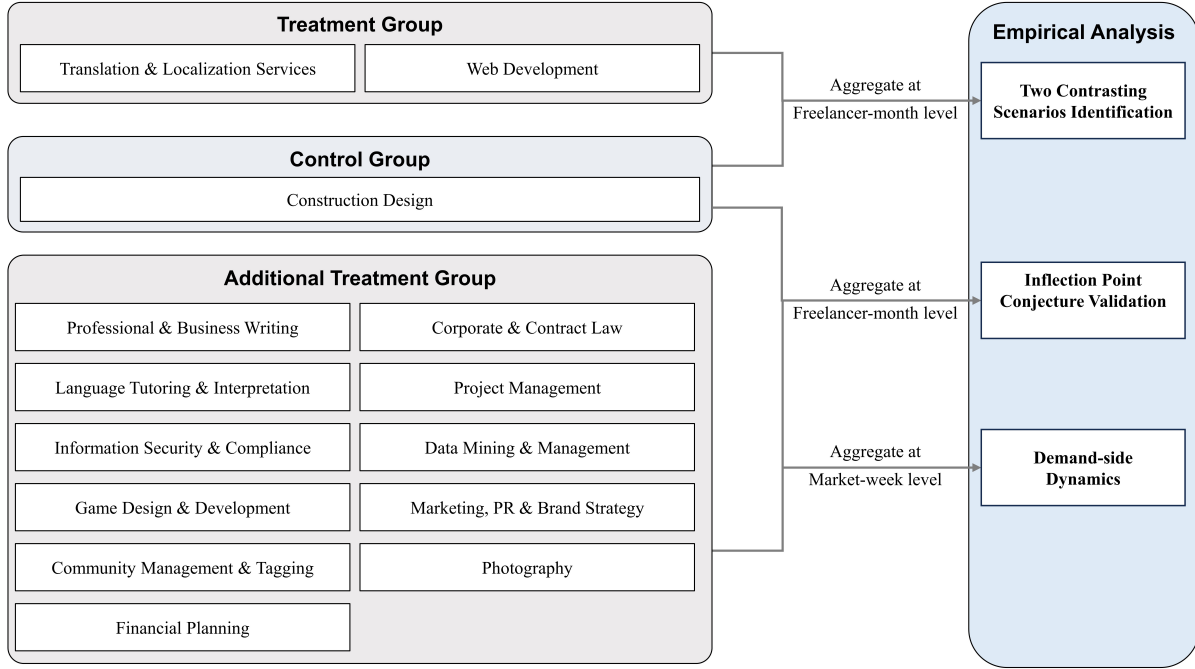 Treatment Group
Translation & Localization Services
Web Development
Control Group
Construction Design
Additional Treatment Group
Professional & Business Writing
Corporate & Contract Law
Language Tutoring & Interpretation
Project Management
Information Security & Compliance
Data Mining & Management
Game Design & Development
Marketing, PR & Brand Strategy
Community Management & Tagging
Photography
Financial Planning
Aggregate at
Freelancer-month level
Aggregate at
Freelancer-month level
Aggregate at
Market-week level
Empirical Analysis
Two Contrasting
Scenarios Identification
Inflection Point
Conjecture Validation
Demand-side
Dynamics